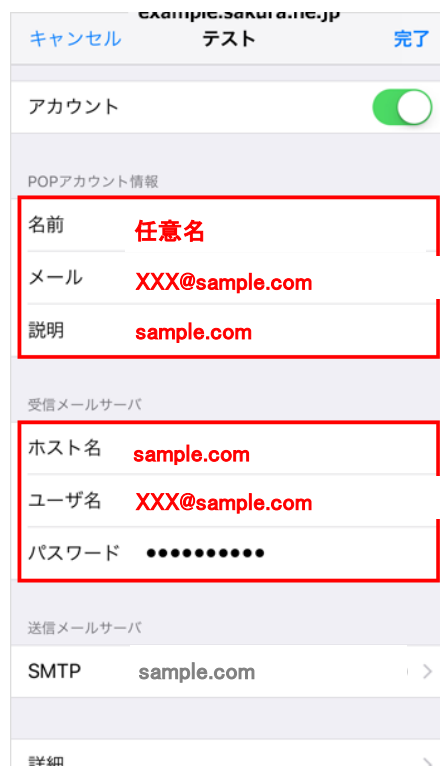 example.sakura.ne.jp
キャンセル テスト 完了
アカウント
POPアカウント情報
名前 任意名
メール XXX@sample.com
説明 sample.com
受信メールサーバ
ホスト名 sample.com
ユーザ名 XXX@sample.com
パスワード ●●●●●●●●●●
送信メールサーバ
SMTP sample.com
詳細